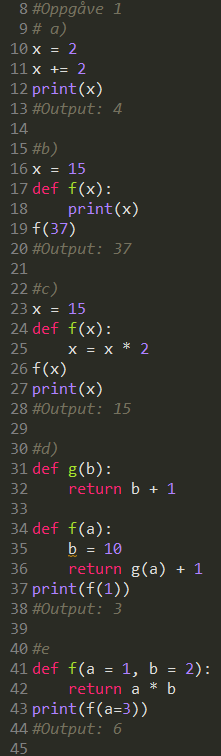 8 #Oppgåve 1
9 # a)
10 x = 2
11 x += 2
12 print(x)
13 #Output: 4
14
15 #b)
16 x = 15
17 def f(x):
18     print(x)
19 f(37)
20 #Output: 37
21
22 #c)
23 x = 15
24 def f(x):
25     x = x * 2
26 f(x)
27 print(x)
28 #Output: 15
29
30 #d)
31 def g(b):
32     return b + 1
33
34 def f(a):
35     b = 10
36     return g(a) + 1
37 print(f(1))
38 #Output: 3
39
40 #e
41 def f(a = 1, b = 2):
42     return a * b
43 print(f(a=3))
44 #Output: 6
45